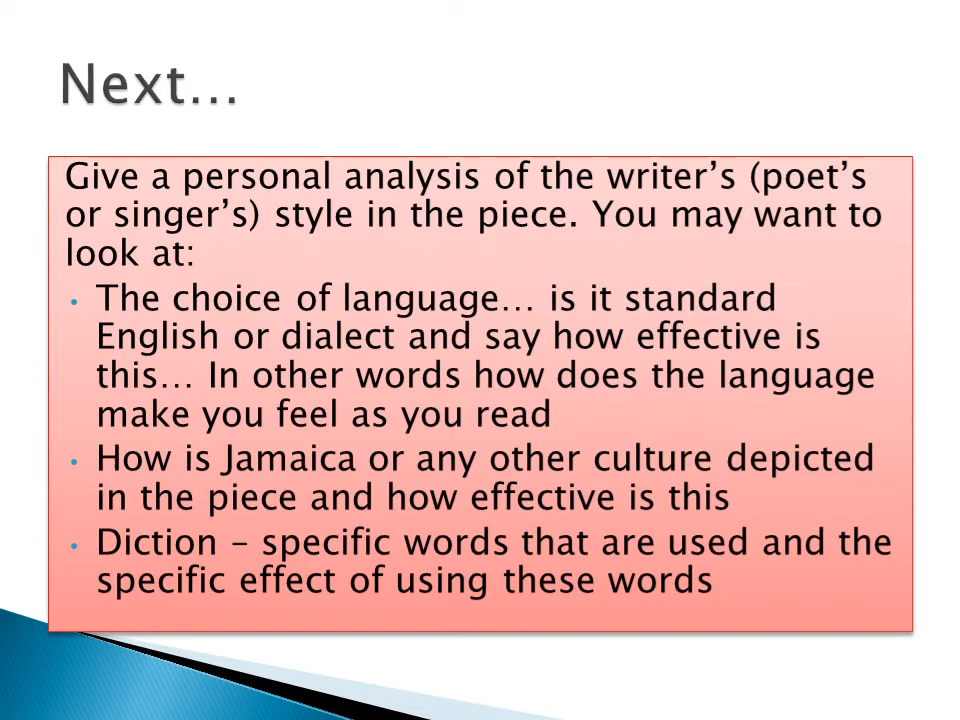 Next…
Give a personal analysis of the writer’s (poet’s
or singer’s) style in the piece. You may want to
look at:
• The choice of language… is it standard
English or dialect and say how effective is
this… In other words how does the language
make you feel as you read
• How is Jamaica or any other culture depicted
in the piece and how effective is this
• Diction – specific words that are used and the
specific effect of using these words